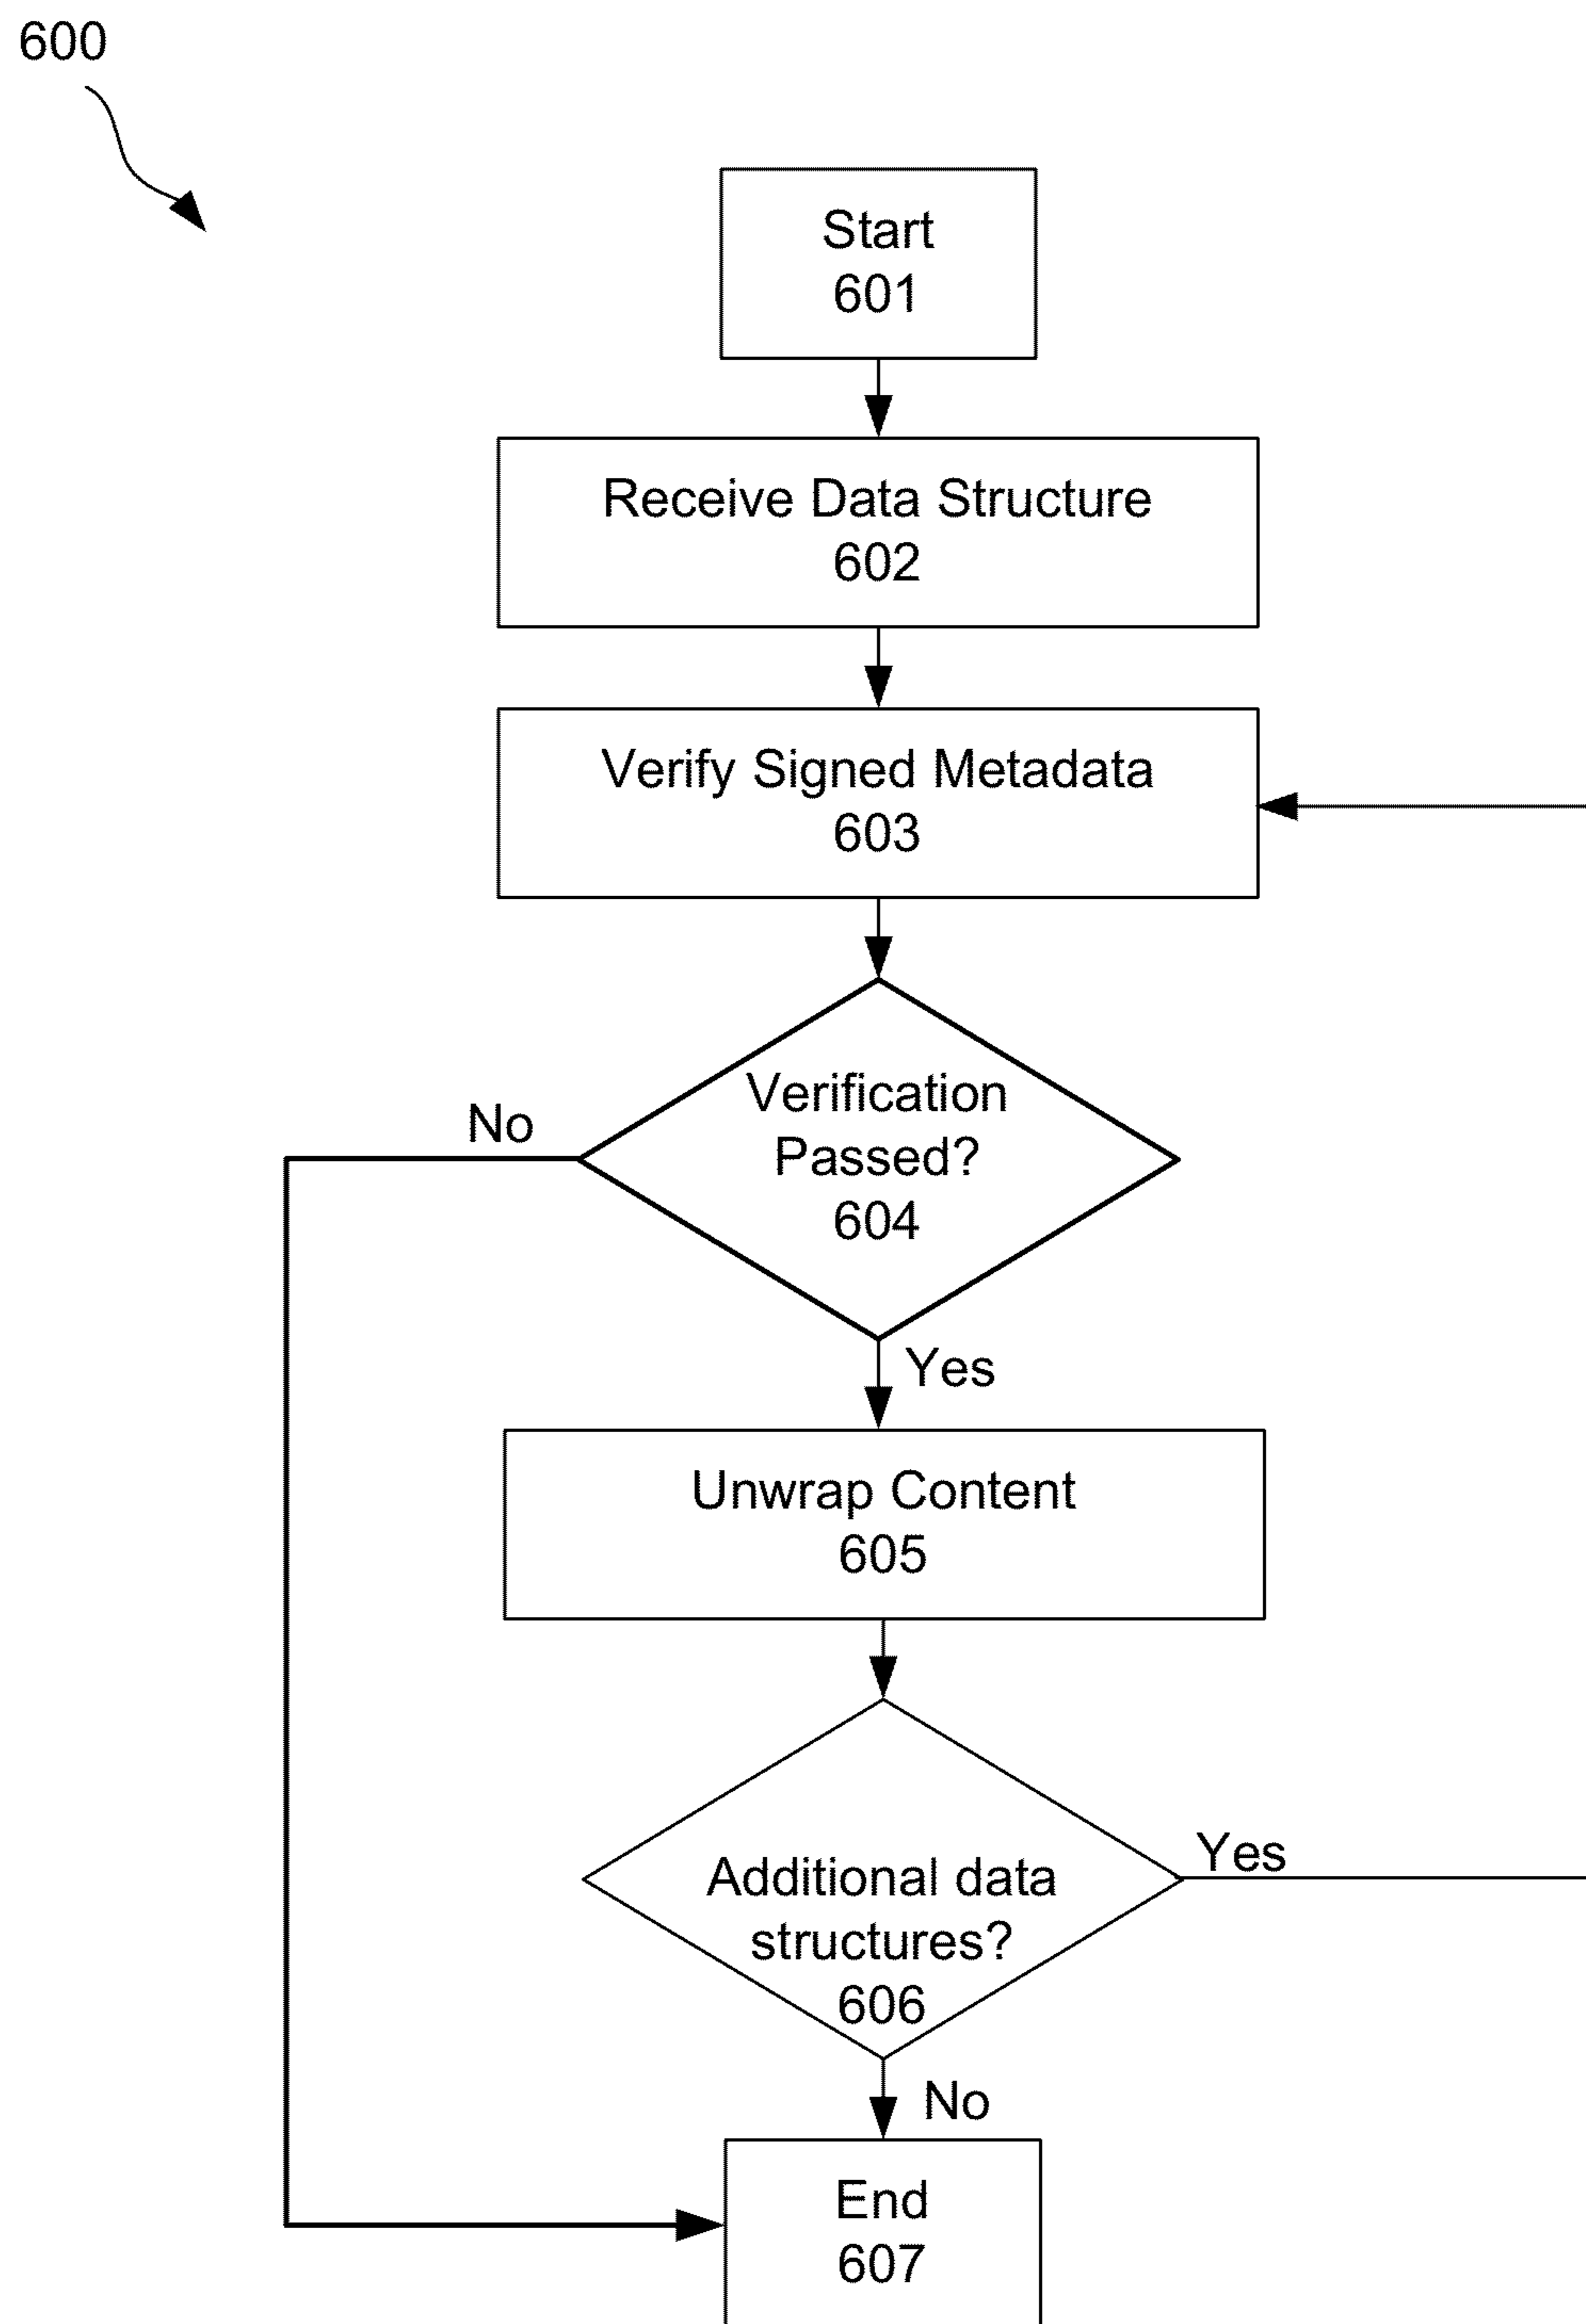 600
Start
601
Receive Data Structure
602
Verify Signed Metadata
603
Verification
Passed?
604
No
Yes
Unwrap Content
605
Additional data
structures?
606
Yes
No
End
607